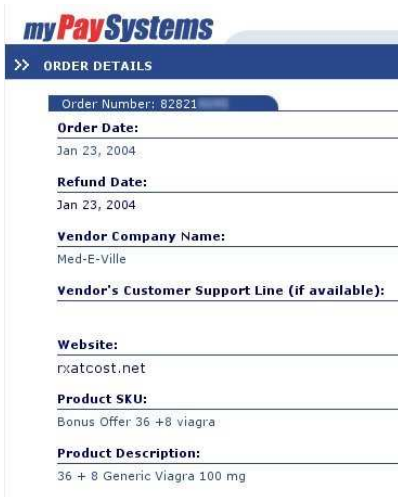 myPaySystems
>> ORDER DETAILS
Order Number: 82821
Order Date:
Jan 23, 2004
Refund Date:
Jan 23, 2004
Vendor Company Name:
Med-E-Ville
Vendor's Customer Support Line (if available):
Website:
rxatcost.net
Product SKU:
Bonus Offer 36 +8 viagra
Product Description:
36 + 8 Generic Viagra 100 mg